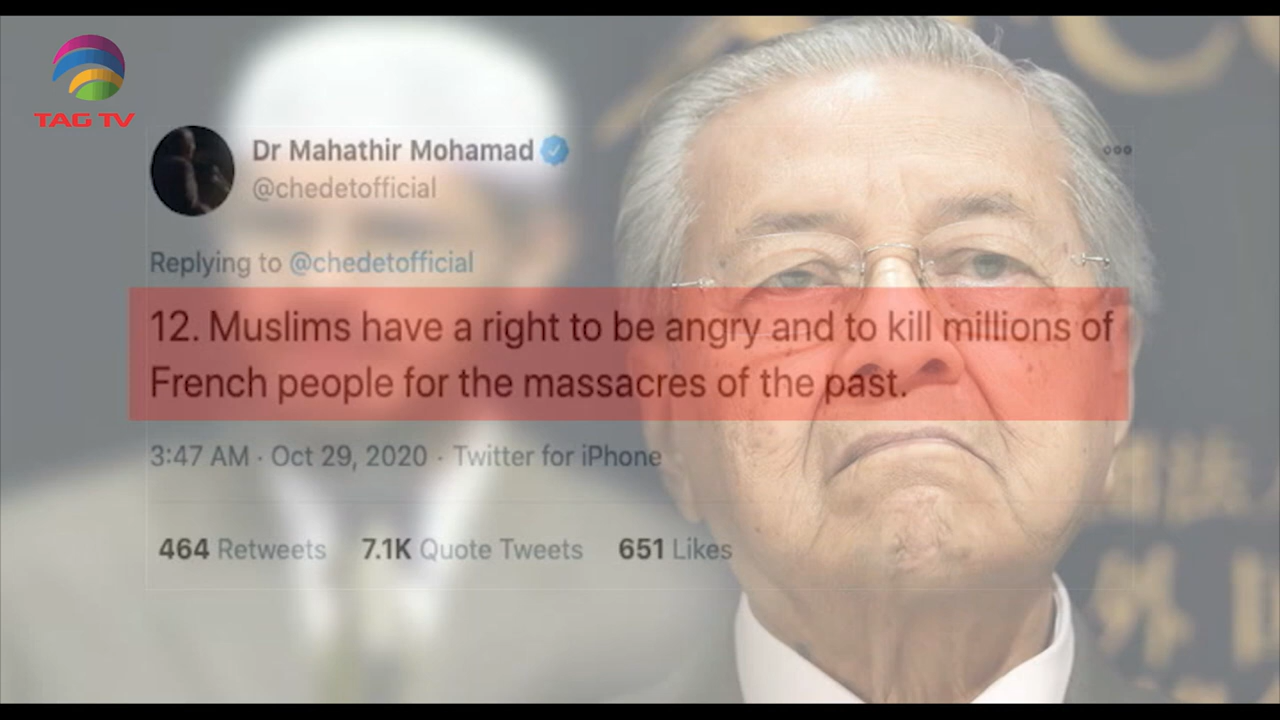 TAG TV
Dr Mahathir Mohamad
@chedetofficial
Replying to @chedetofficial
12. Muslims have a right to be angry and to kill millions of
French people for the massacres of the past.
3:47 AM · Oct 29, 2020 · Twitter for iPhone
464 Retweets 7.1K Quote Tweets 651 Likes